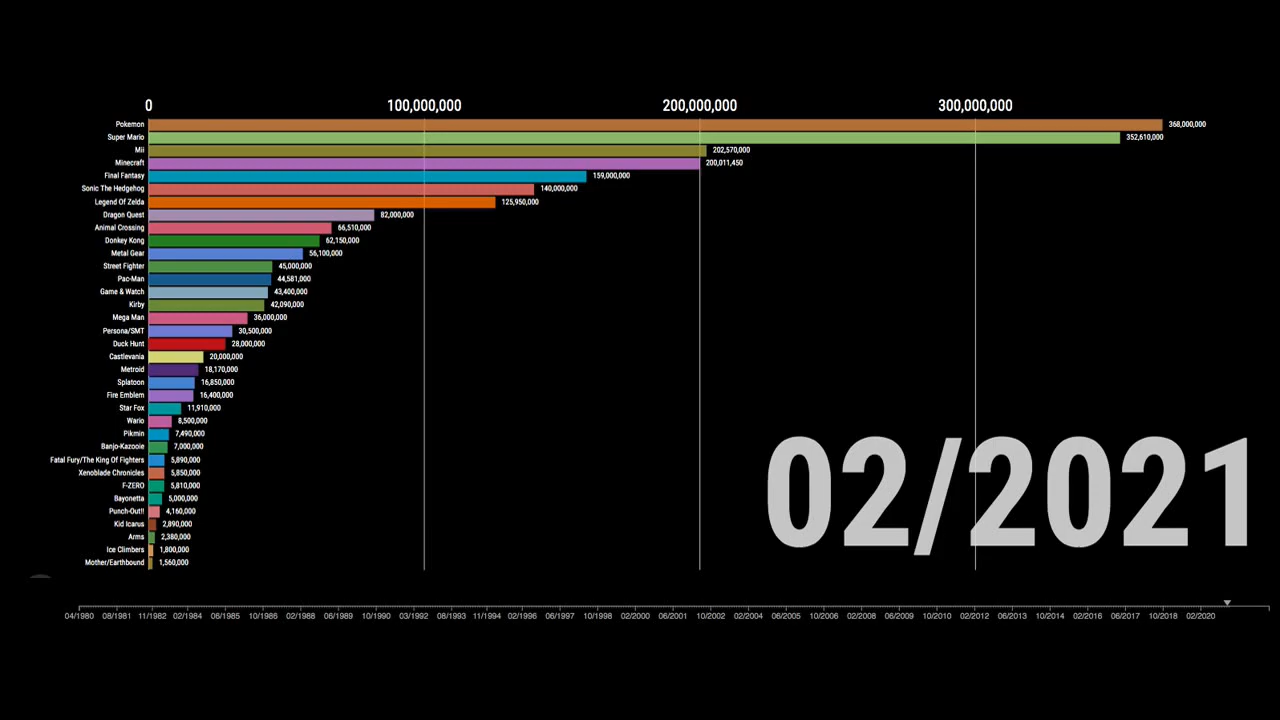 0 100,000,000 200,000,000 300,000,000
Pokemon 368,000,000
Super Mario 352,610,000
Mii 202,570,000
Minecraft 200,011,450
Final Fantasy 159,000,000
Sonic The Hedgehog 140,000,000
Legend Of Zelda 125,950,000
Dragon Quest 82,000,000
Animal Crossing 66,510,000
Donkey Kong 62,150,000
Metal Gear 56,100,000
Street Fighter 45,000,000
Pac-Man 44,581,000
Game & Watch 43,400,000
Kirby 42,090,000
Mega Man 36,000,000
Persona/SMT 30,500,000
Duck Hunt 28,000,000
Castlevania 20,000,000
Metroid 18,170,000
Splatoon 16,850,000
Fire Emblem 16,400,000
Star Fox 11,910,000
Wario 8,500,000
Pikmin 7,490,000
Banjo-Kazooie 7,000,000
Fatal Fury/The King Of Fighters 5,890,000
Xenoblade Chronicles 5,850,000
F-ZERO 5,810,000
Bayonetta 5,000,000
Punch-Out!! 4,160,000
Kid Icarus 2,890,000
Arms 2,380,000
Ice Climbers 1,800,000
Mother/Earthbound 1,560,000
02/2021
04/1980 08/1981 11/1982 02/1984 06/1985 10/1986 02/1988 06/1989 10/1990 03/1992 08/1993 11/1994 02/1996 06/1997 10/1998 02/2000 06/2001 10/2002 02/2004 06/2005 10/2006 02/2008 06/2009 10/2010 02/2012 06/2013 10/2014 02/2016 06/2017 10/2018 02/2020